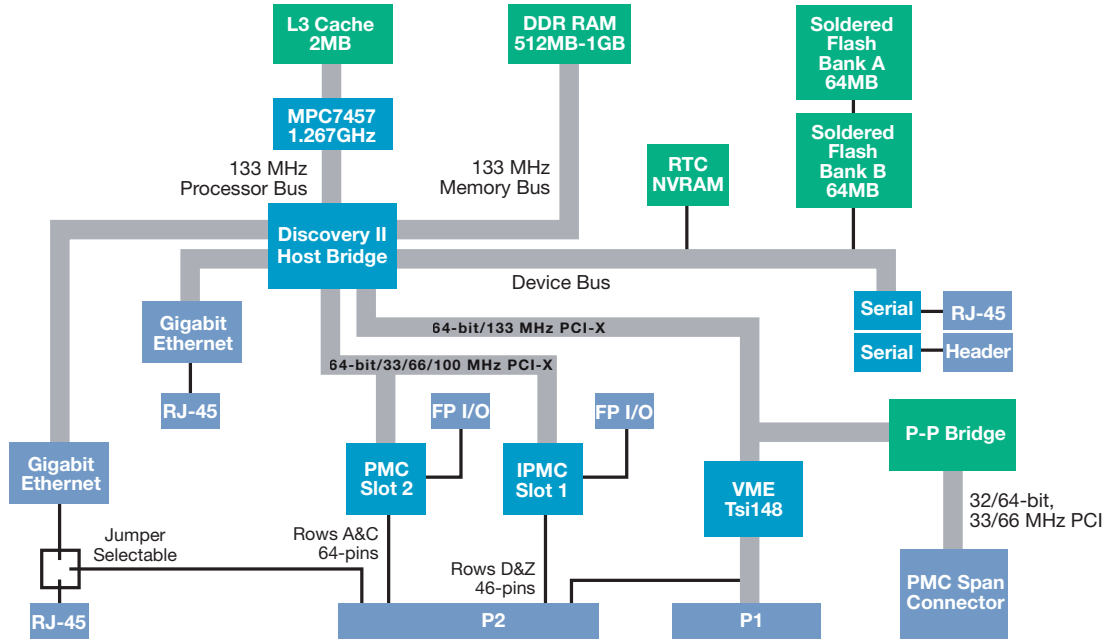 L3 Cache
2MB
DDR RAM
512MB-1GB
Soldered
Flash
Bank A
64MB
MPC7457
1.267GHz
Soldered
Flash
Bank B
64MB
133 MHz
Processor Bus
133 MHz
Memory Bus
RTC
NVRAM
Discovery II
Host Bridge
Device Bus
Gigabit
Ethernet
Serial
RJ-45
64-bit/133 MHz PCI-X
Serial
Header
64-bit/33/66/100 MHz PCI-X
RJ-45
FP I/O
FP I/O
P-P Bridge
Gigabit
Ethernet
PMC
Slot 2
IPMC
Slot 1
VME
Tsi148
32/64-bit,
33/66 MHz PCI
Jumper
Selectable
Rows A&C
64-pins
Rows D&Z
46-pins
PMC Span
Connector
RJ-45
P2
P1